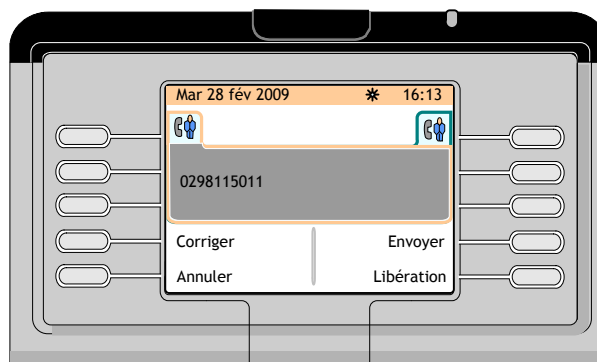 Mar 28 fév 2009 16:13
0298115011
Corriger Envoyer
Annuler Libération